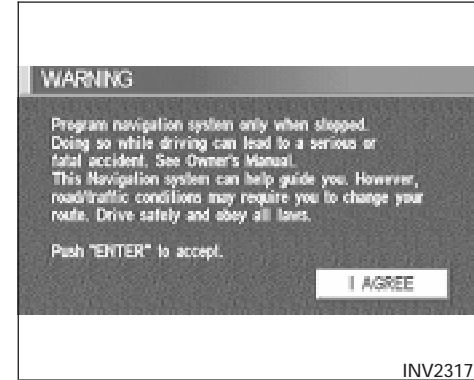 WARNING
Program navigation system only when stopped.
Doing so while driving can lead to a serious or
fatal accident. See Owner's Manual.
This Navigation system can help guide you. However,
road/traffic conditions may require you to change your
route. Drive safely and obey all laws.
Push "ENTER" to accept.
I AGREE
INV2317